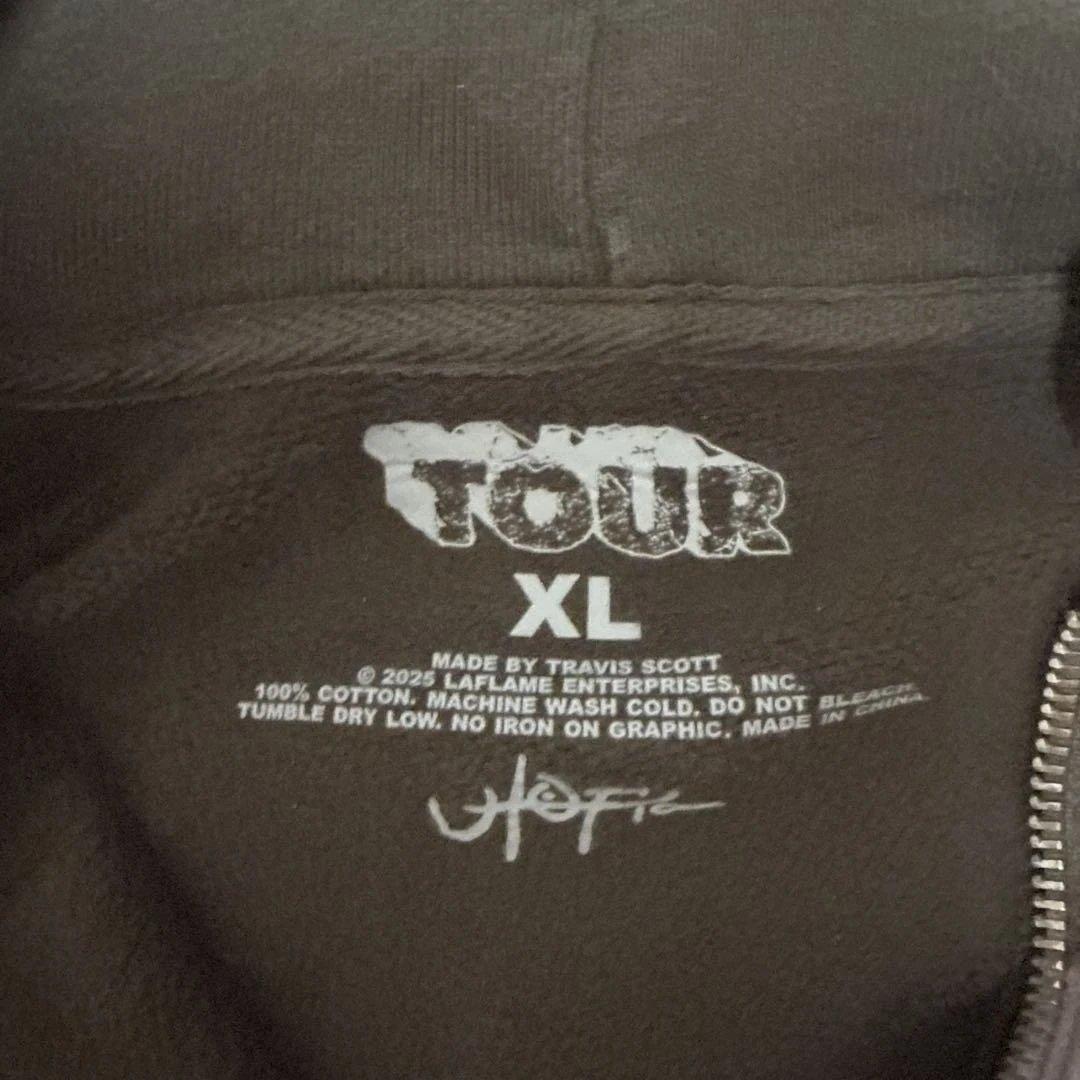 TOUR
XL
MADE BY TRAVIS SCOTT
© 2025 LAFLAME ENTERPRISES, INC.
100% COTTON. MACHINE WASH COLD. DO NOT BLEACH.
TUMBLE DRY LOW. NO IRON ON GRAPHIC. MADE IN CHINA.
UTOPIA